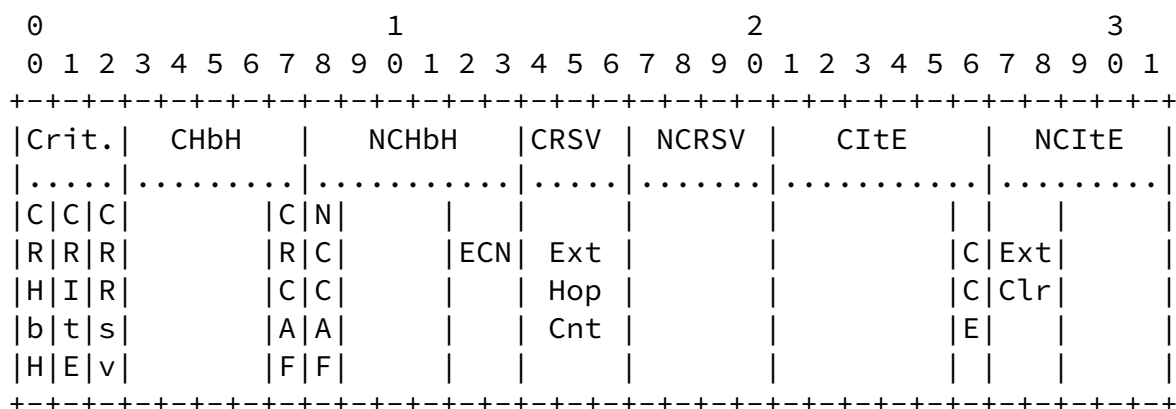 0                   1                   2                   3
 0 1 2 3 4 5 6 7 8 9 0 1 2 3 4 5 6 7 8 9 0 1 2 3 4 5 6 7 8 9 0 1
+-+-+-+-+-+-+-+-+-+-+-+-+-+-+-+-+-+-+-+-+-+-+-+-+-+-+-+-+-+-+-+-+
|Crit.|  CHbH   |   NCHbH   |CRSV | NCRSV |   CItE    |  NCItE  |
|.....|.........|...........|.....|.......|...........|.........|
|C|C|C|       |C|N|     |   |     |       |         | |   |     |
|R|R|R|       |R|C|     |ECN| Ext |       |         |C|Ext|     |
|H|I|R|       |C|C|     |   | Hop |       |         |C|Clr|     |
|b|t|s|       |A|A|     |   | Cnt |       |         |E|   |     |
|H|E|v|       |F|F|     |   |     |       |         | |   |     |
+-+-+-+-+-+-+-+-+-+-+-+-+-+-+-+-+-+-+-+-+-+-+-+-+-+-+-+-+-+-+-+-+